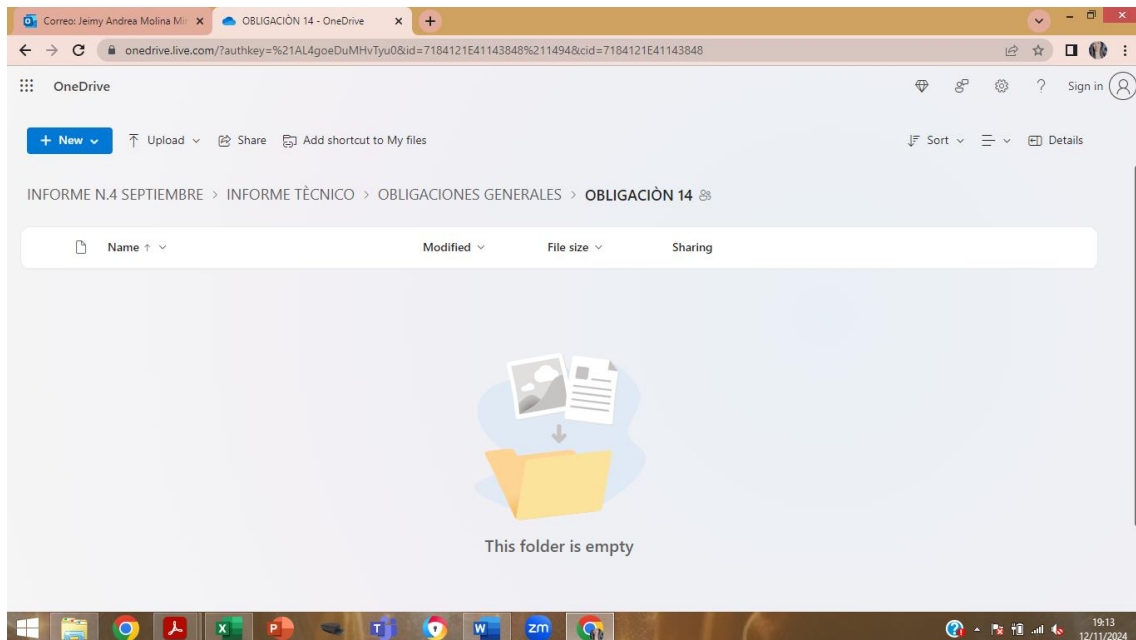 Correo: Jeimy Andrea Molina Mir
OBLIGACIÒN 14 - OneDrive
onedrive.live.com/?authkey=%21AL4goeDuMHvTyu0&id=7184121E41143848%211494&cid=7184121E41143848
OneDrive
Sign in
New
Upload
Share
Add shortcut to My files
Sort
Details
INFORME N.4 SEPTIEMBRE > INFORME TÈCNICO > OBLIGACIONES GENERALES > OBLIGACIÒN 14
Name ↑ Modified File size Sharing
This folder is empty
19:13
12/11/2024